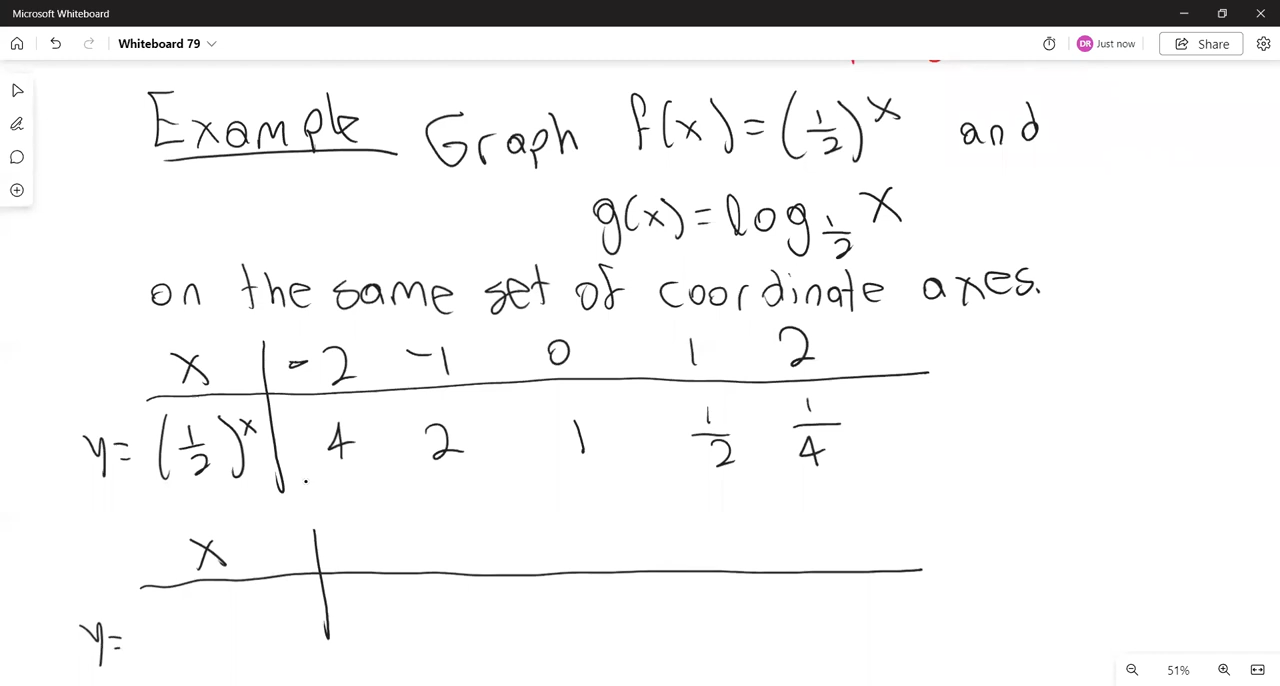 Microsoft Whiteboard
Whiteboard 79
DR Just now
Share
Example Graph f(x)=(1/2)^x and
g(x)=log_{1/2} x
on the same set of coordinate axes.
x | -2 -1 0 1 2
y=(1/2)^x | 4 2 1 1/2 1/4
x |
y=
51%